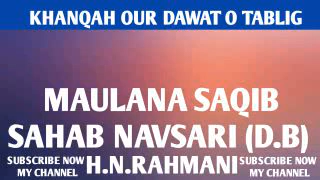 KHANQAH OUR DAWAT O TABLIG
MAULANA SAQIB
SAHAB NAVSARI (D.B)
SUBSCRIBE NOW
MY CHANNEL
H.N.RAHMANI
SUBSCRIBE NOW
MY CHANNEL